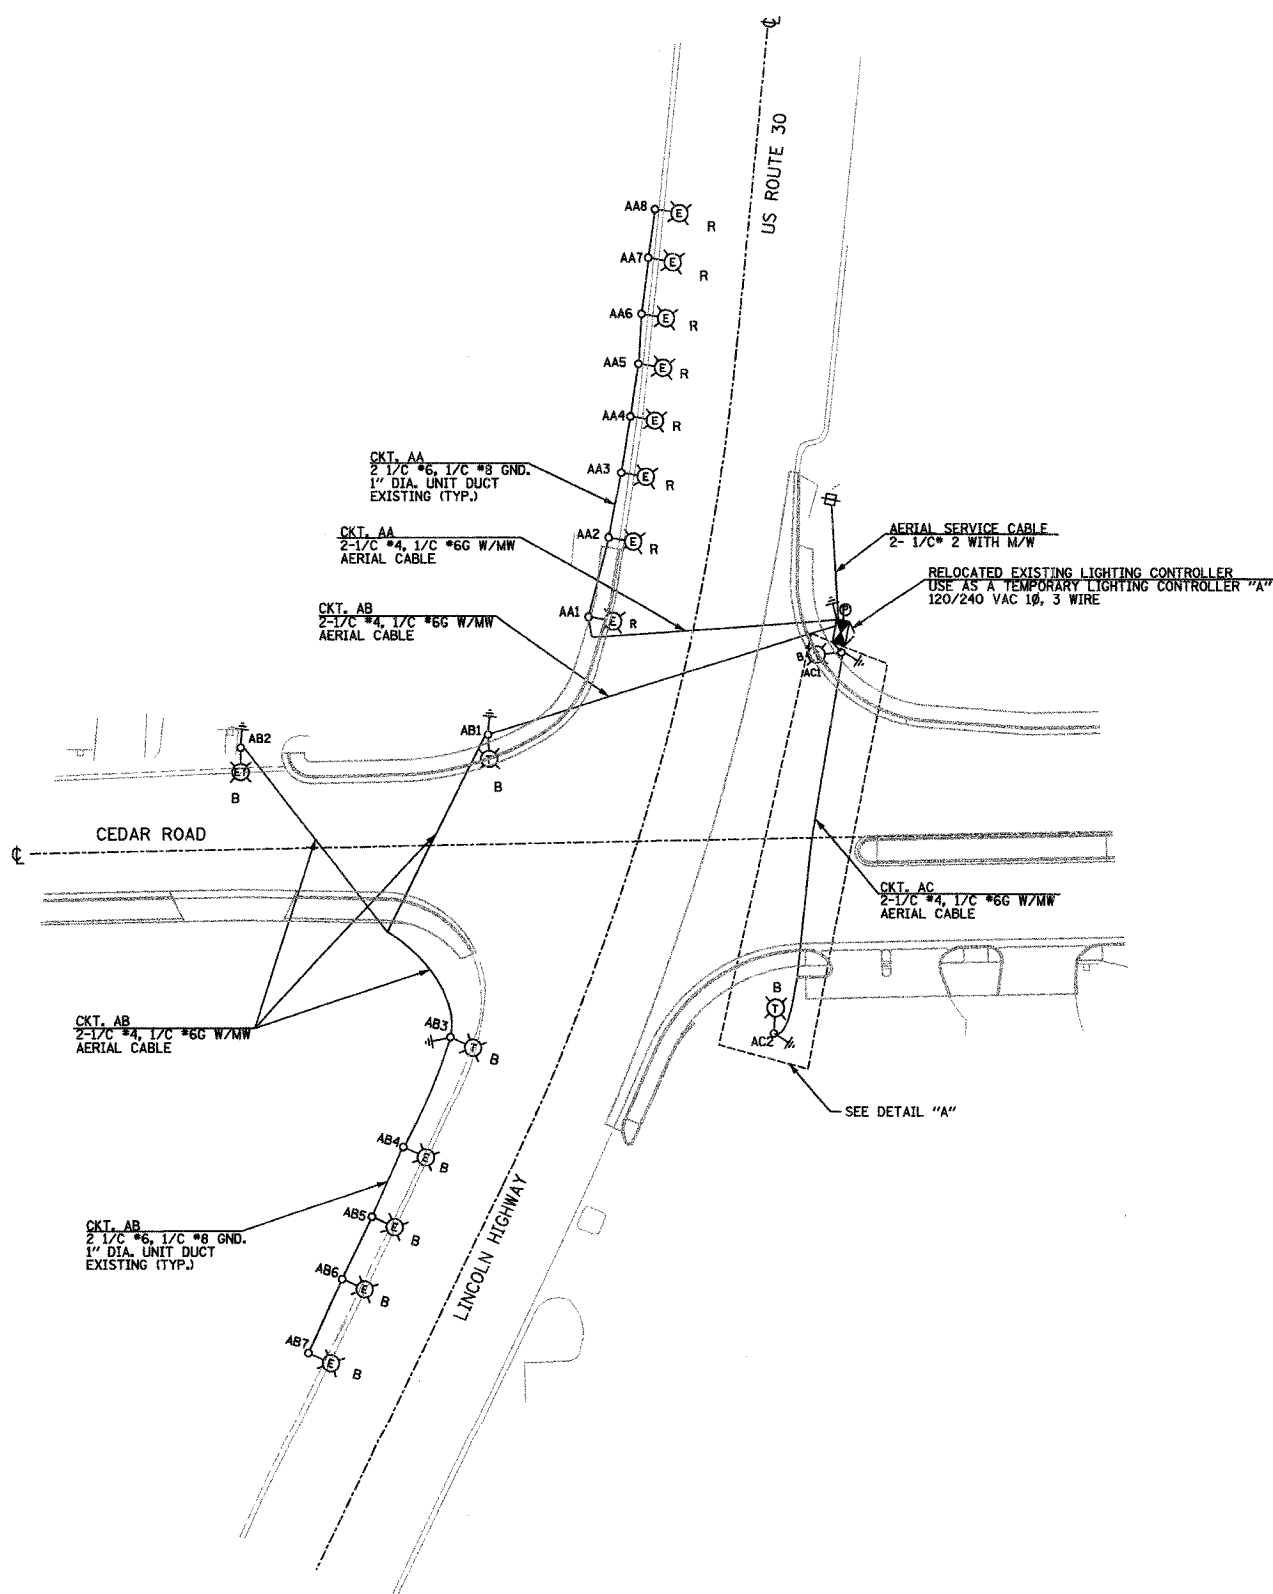 ℄
US ROUTE 30
AA8
E
R
AA7
E
R
AA6
E
R
AA5
E
R
AA4
E
R
CKT. AA
2 1/C #6, 1/C #8 GND.
1" DIA. UNIT DUCT
EXISTING (TYP.)
AA3
E
R
CKT. AA
2-1/C #4, 1/C #6G W/MW
AERIAL CABLE
AA2
E
R
AERIAL SERVICE CABLE
2- 1/C# 2 WITH M/W
RELOCATED EXISTING LIGHTING CONTROLLER
USE AS A TEMPORARY LIGHTING CONTROLLER "A"
120/240 VAC 1Ø, 3 WIRE
P
CKT. AB
2-1/C #4, 1/C #6G W/MW
AERIAL CABLE
AA1
E
R
B
T
AC1
AB2
ET
B
AB1
T
B
CEDAR ROAD
℄
CKT. AC
2-1/C #4, 1/C #6G W/MW
AERIAL CABLE
B
T
AC2
CKT. AB
2-1/C #4, 1/C #6G W/MW
AERIAL CABLE
AB3
T
B
SEE DETAIL "A"
AB4
E
B
LINCOLN HIGHWAY
CKT. AB
2 1/C #6, 1/C #8 GND.
1" DIA. UNIT DUCT
EXISTING (TYP.)
AB5
E
B
AB6
E
B
AB7
E
B